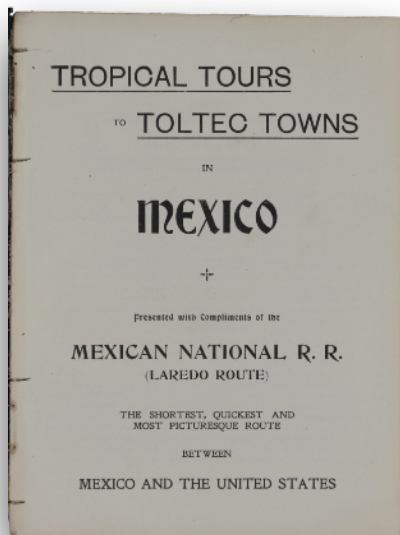 TROPICAL TOURS
TO TOLTEC TOWNS
IN
MEXICO
Presented with Compliments of the
MEXICAN NATIONAL R. R.
(LAREDO ROUTE)
THE SHORTEST, QUICKEST AND
MOST PICTURESQUE ROUTE
BETWEEN
MEXICO AND THE UNITED STATES